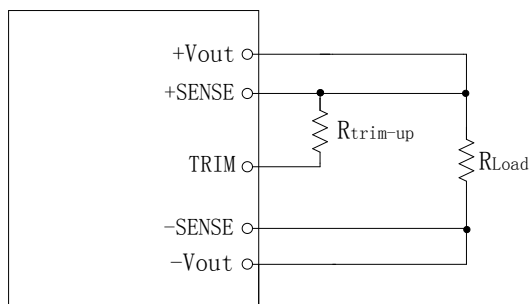 +Vout
+SENSE
Rtrim-up
TRIM
RLoad
-SENSE
-Vout